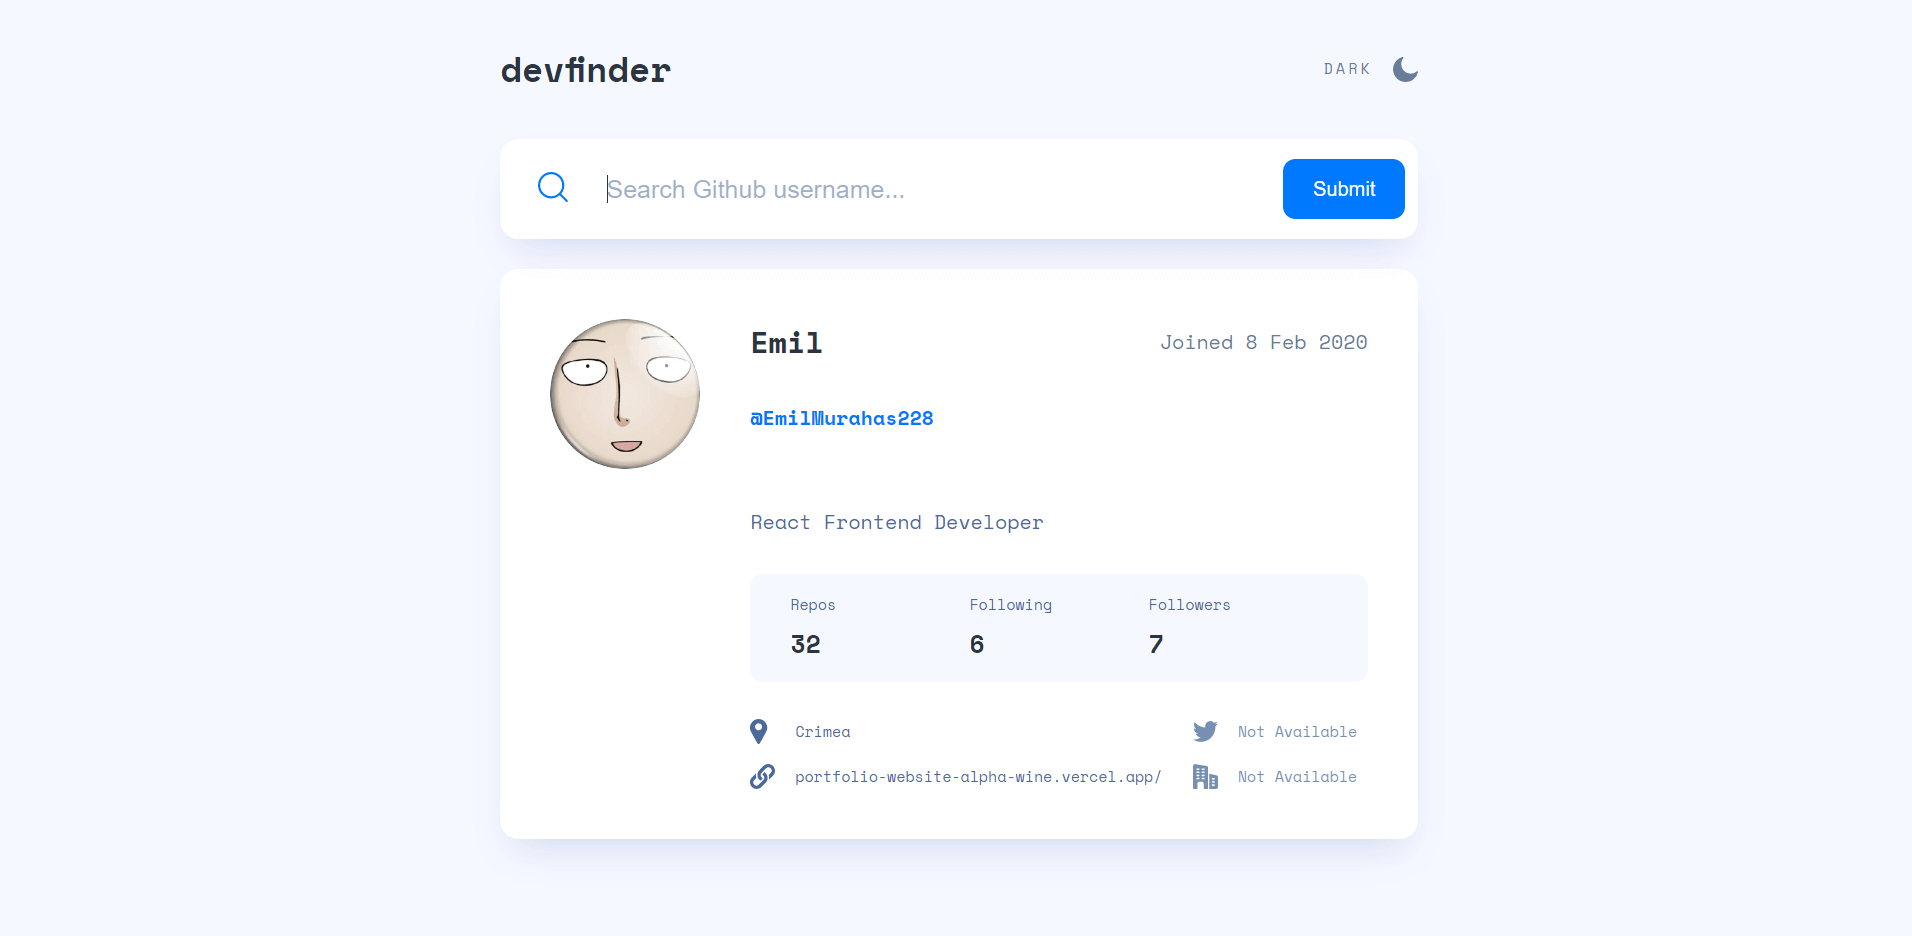 devfinder
DARK
Search Github username...
Submit
Emil
Joined 8 Feb 2020
@EmilMurahas228
React Frontend Developer
Repos Following Followers
32 6 7
Crimea Not Available
portfolio-website-alpha-wine.vercel.app/ Not Available